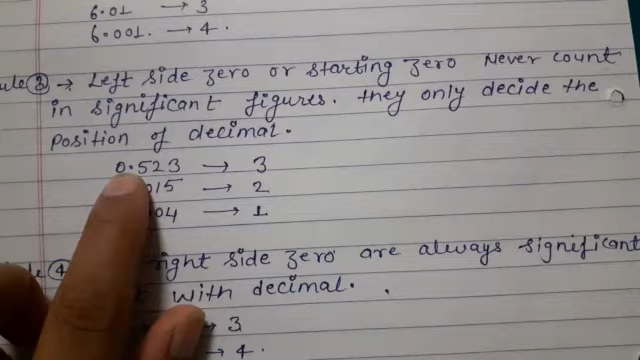 6.01 → 3
6.001. → 4.
③ → Left side zero or starting zero Never count
in significant figures. they only decide the
position of decimal.
0.523 → 3
015 → 2
04 → 1
④ right side zero are always significant
with decimal. .
→ 3
→ 4.